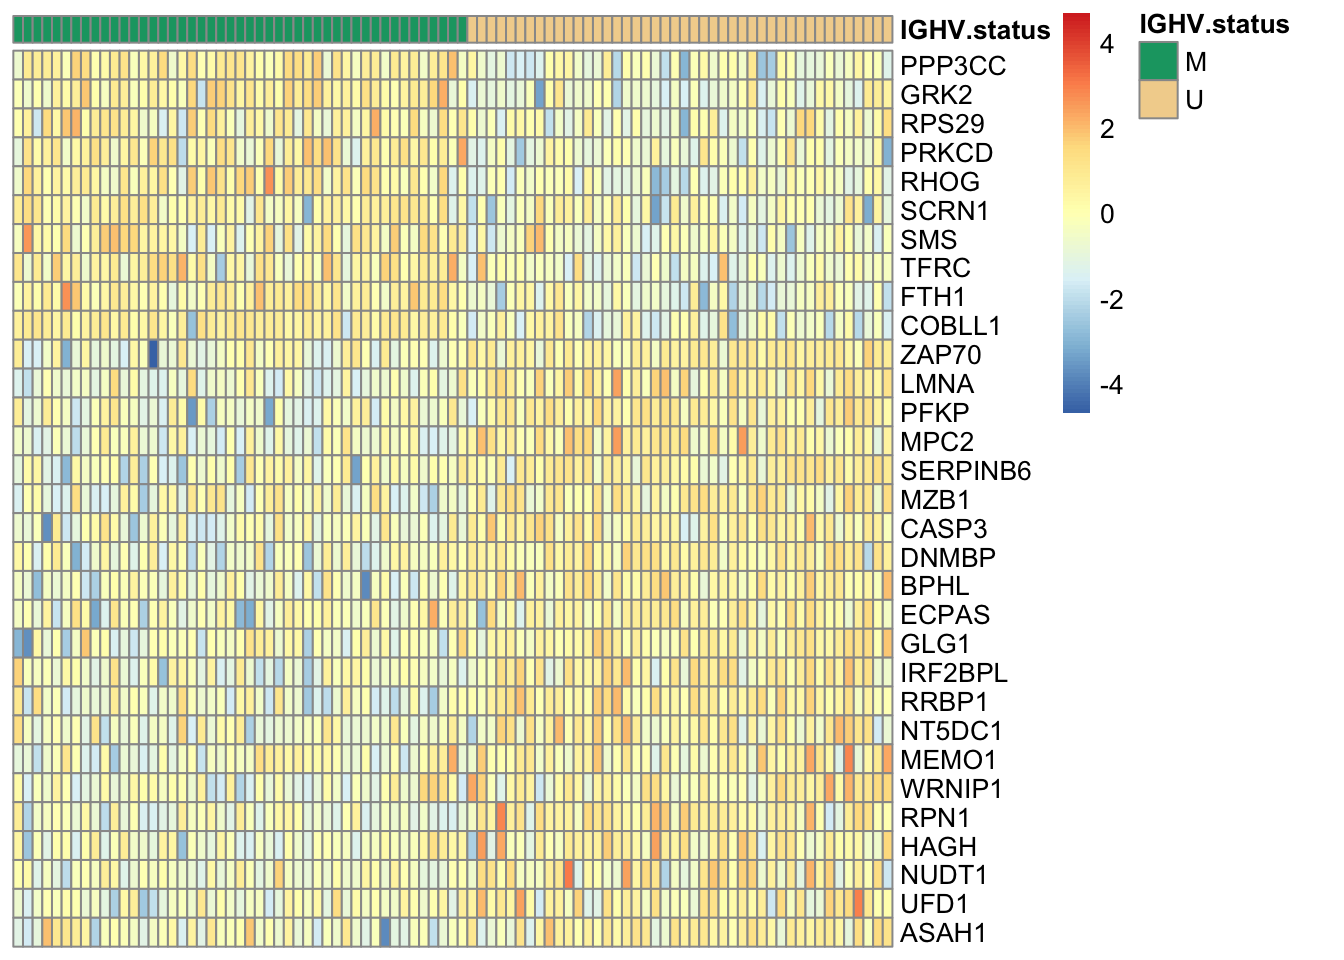 IGHV.status
PPP3CC
GRK2
RPS29
PRKCD
RHOG
SCRN1
SMS
TFRC
FTH1
COBLL1
ZAP70
LMNA
PFKP
MPC2
SERPINB6
MZB1
CASP3
DNMBP
BPHL
ECPAS
GLG1
IRF2BPL
RRBP1
NT5DC1
MEMO1
WRNIP1
RPN1
HAGH
NUDT1
UFD1
ASAH1
4
2
0
-2
-4
IGHV.status
M
U